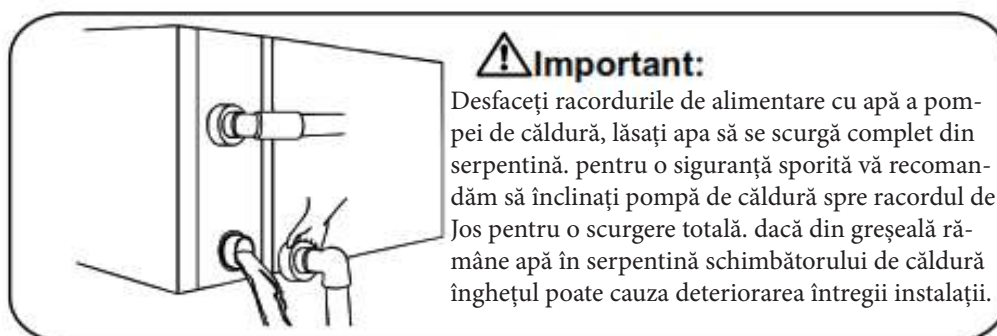 Important:
Desfaceți racordurile de alimentare cu apă a pom-
pei de căldură, lăsați apa să se scurgă complet din
serpentină. pentru o siguranță sporită vă recoman-
dăm să înclinați pompă de căldură spre racordul de
Jos pentru o scurgere totală. dacă din greșeală ră-
mâne apă în serpentină schimbătorului de căldură
înghețul poate cauza deteriorarea întregii instalații.